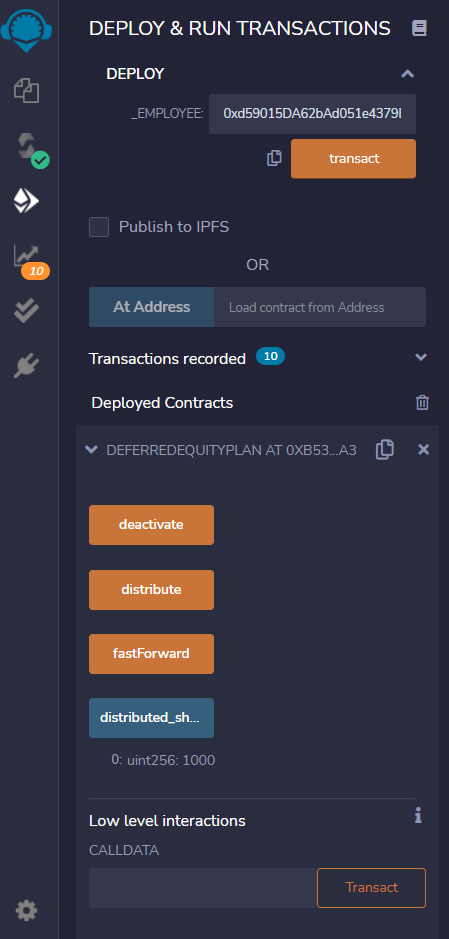 DEPLOY & RUN TRANSACTIONS
DEPLOY
_EMPLOYEE: 0xd59015DA62bAd051e4379
transact
Publish to IPFS
OR
At Address Load contract from Address
10
Transactions recorded 10
Deployed Contracts
DEFERREDEQUITYPLAN AT 0XB53...A3
deactivate
distribute
fastForward
distributed_sh...
0: uint256: 1000
Low level interactions
CALLDATA
Transact